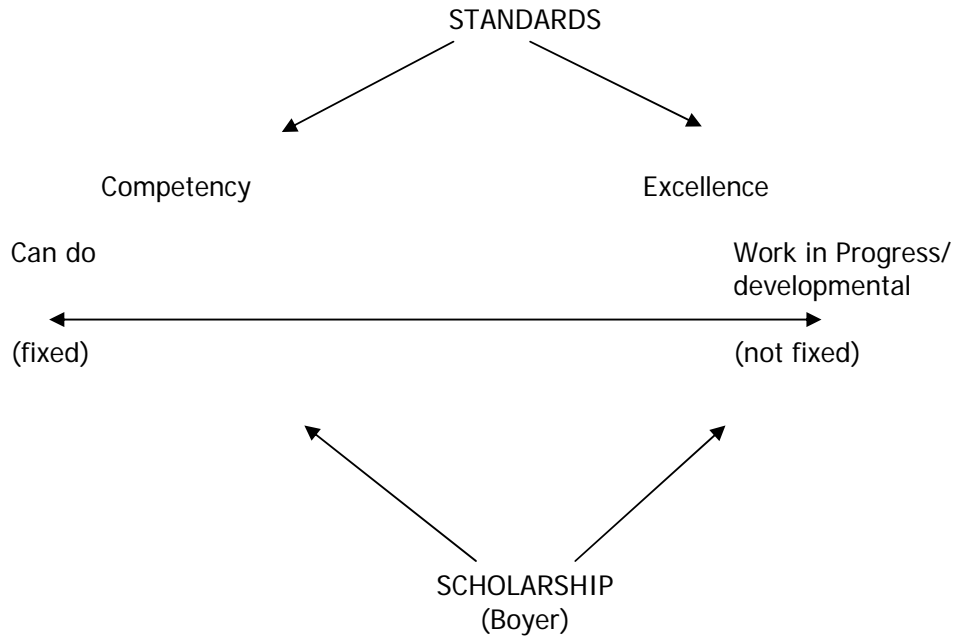 STANDARDS
Competency
Excellence
Can do
Work in Progress/
developmental
(fixed)
(not fixed)
SCHOLARSHIP
(Boyer)